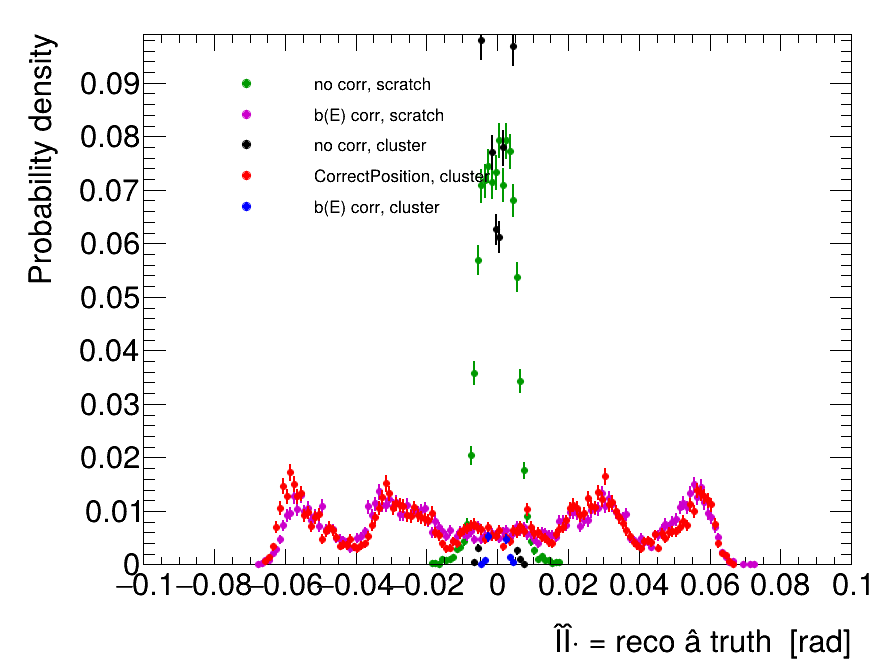 Probability density
0.09
0.08
0.07
0.06
0.05
0.04
0.03
0.02
0.01
0
no corr, scratch
b(E) corr, scratch
no corr, cluster
CorrectPosition, cluster
b(E) corr, cluster
−0.1 −0.08 −0.06 −0.04 −0.02 0 0.02 0.04 0.06 0.08 0.1
ÎÎ· = reco â truth [rad]